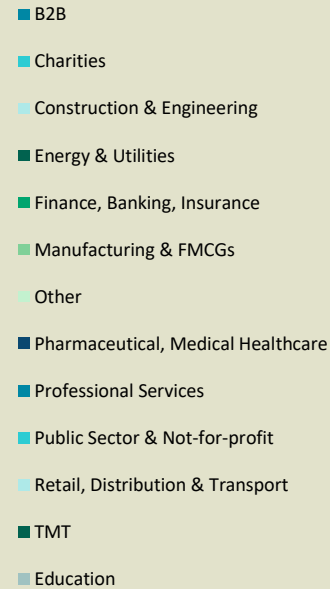 B2B
Charities
Construction & Engineering
Energy & Utilities
Finance, Banking, Insurance
Manufacturing & FMCGs
Other
Pharmaceutical, Medical Healthcare
Professional Services
Public Sector & Not-for-profit
Retail, Distribution & Transport
TMT
Education